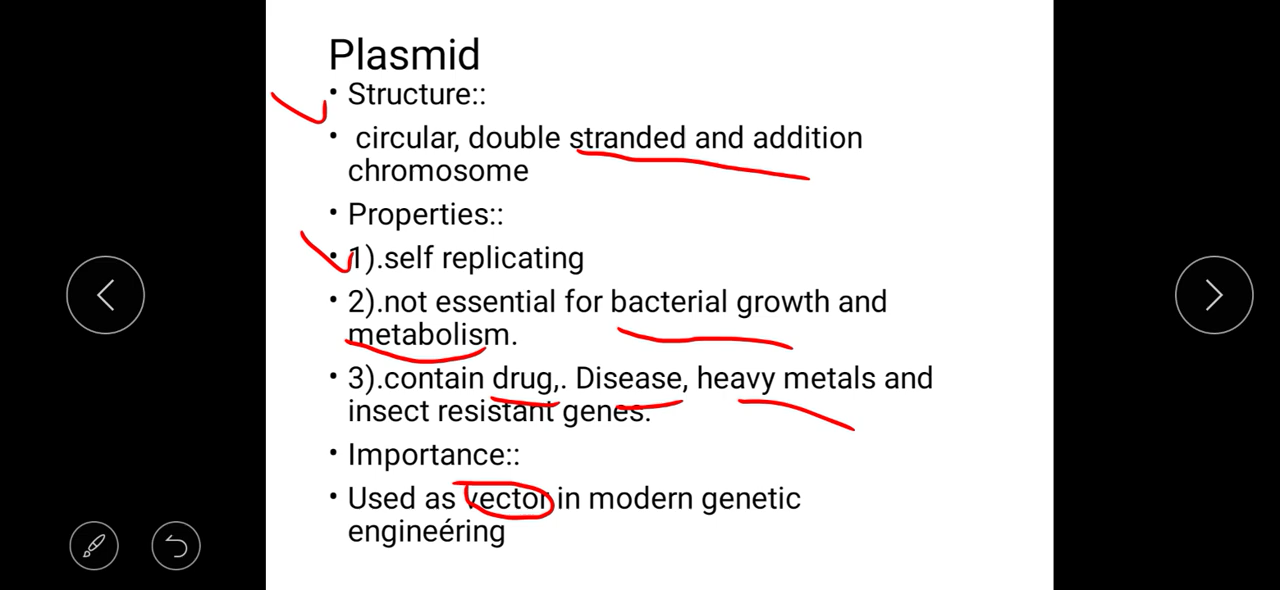 Plasmid
• Structure::
• circular, double stranded and addition
chromosome
• Properties::
• 1).self replicating
• 2).not essential for bacterial growth and
metabolism.
• 3).contain drug,. Disease, heavy metals and
insect resistant genes.
• Importance::
• Used as vector in modern genetic
engineéring